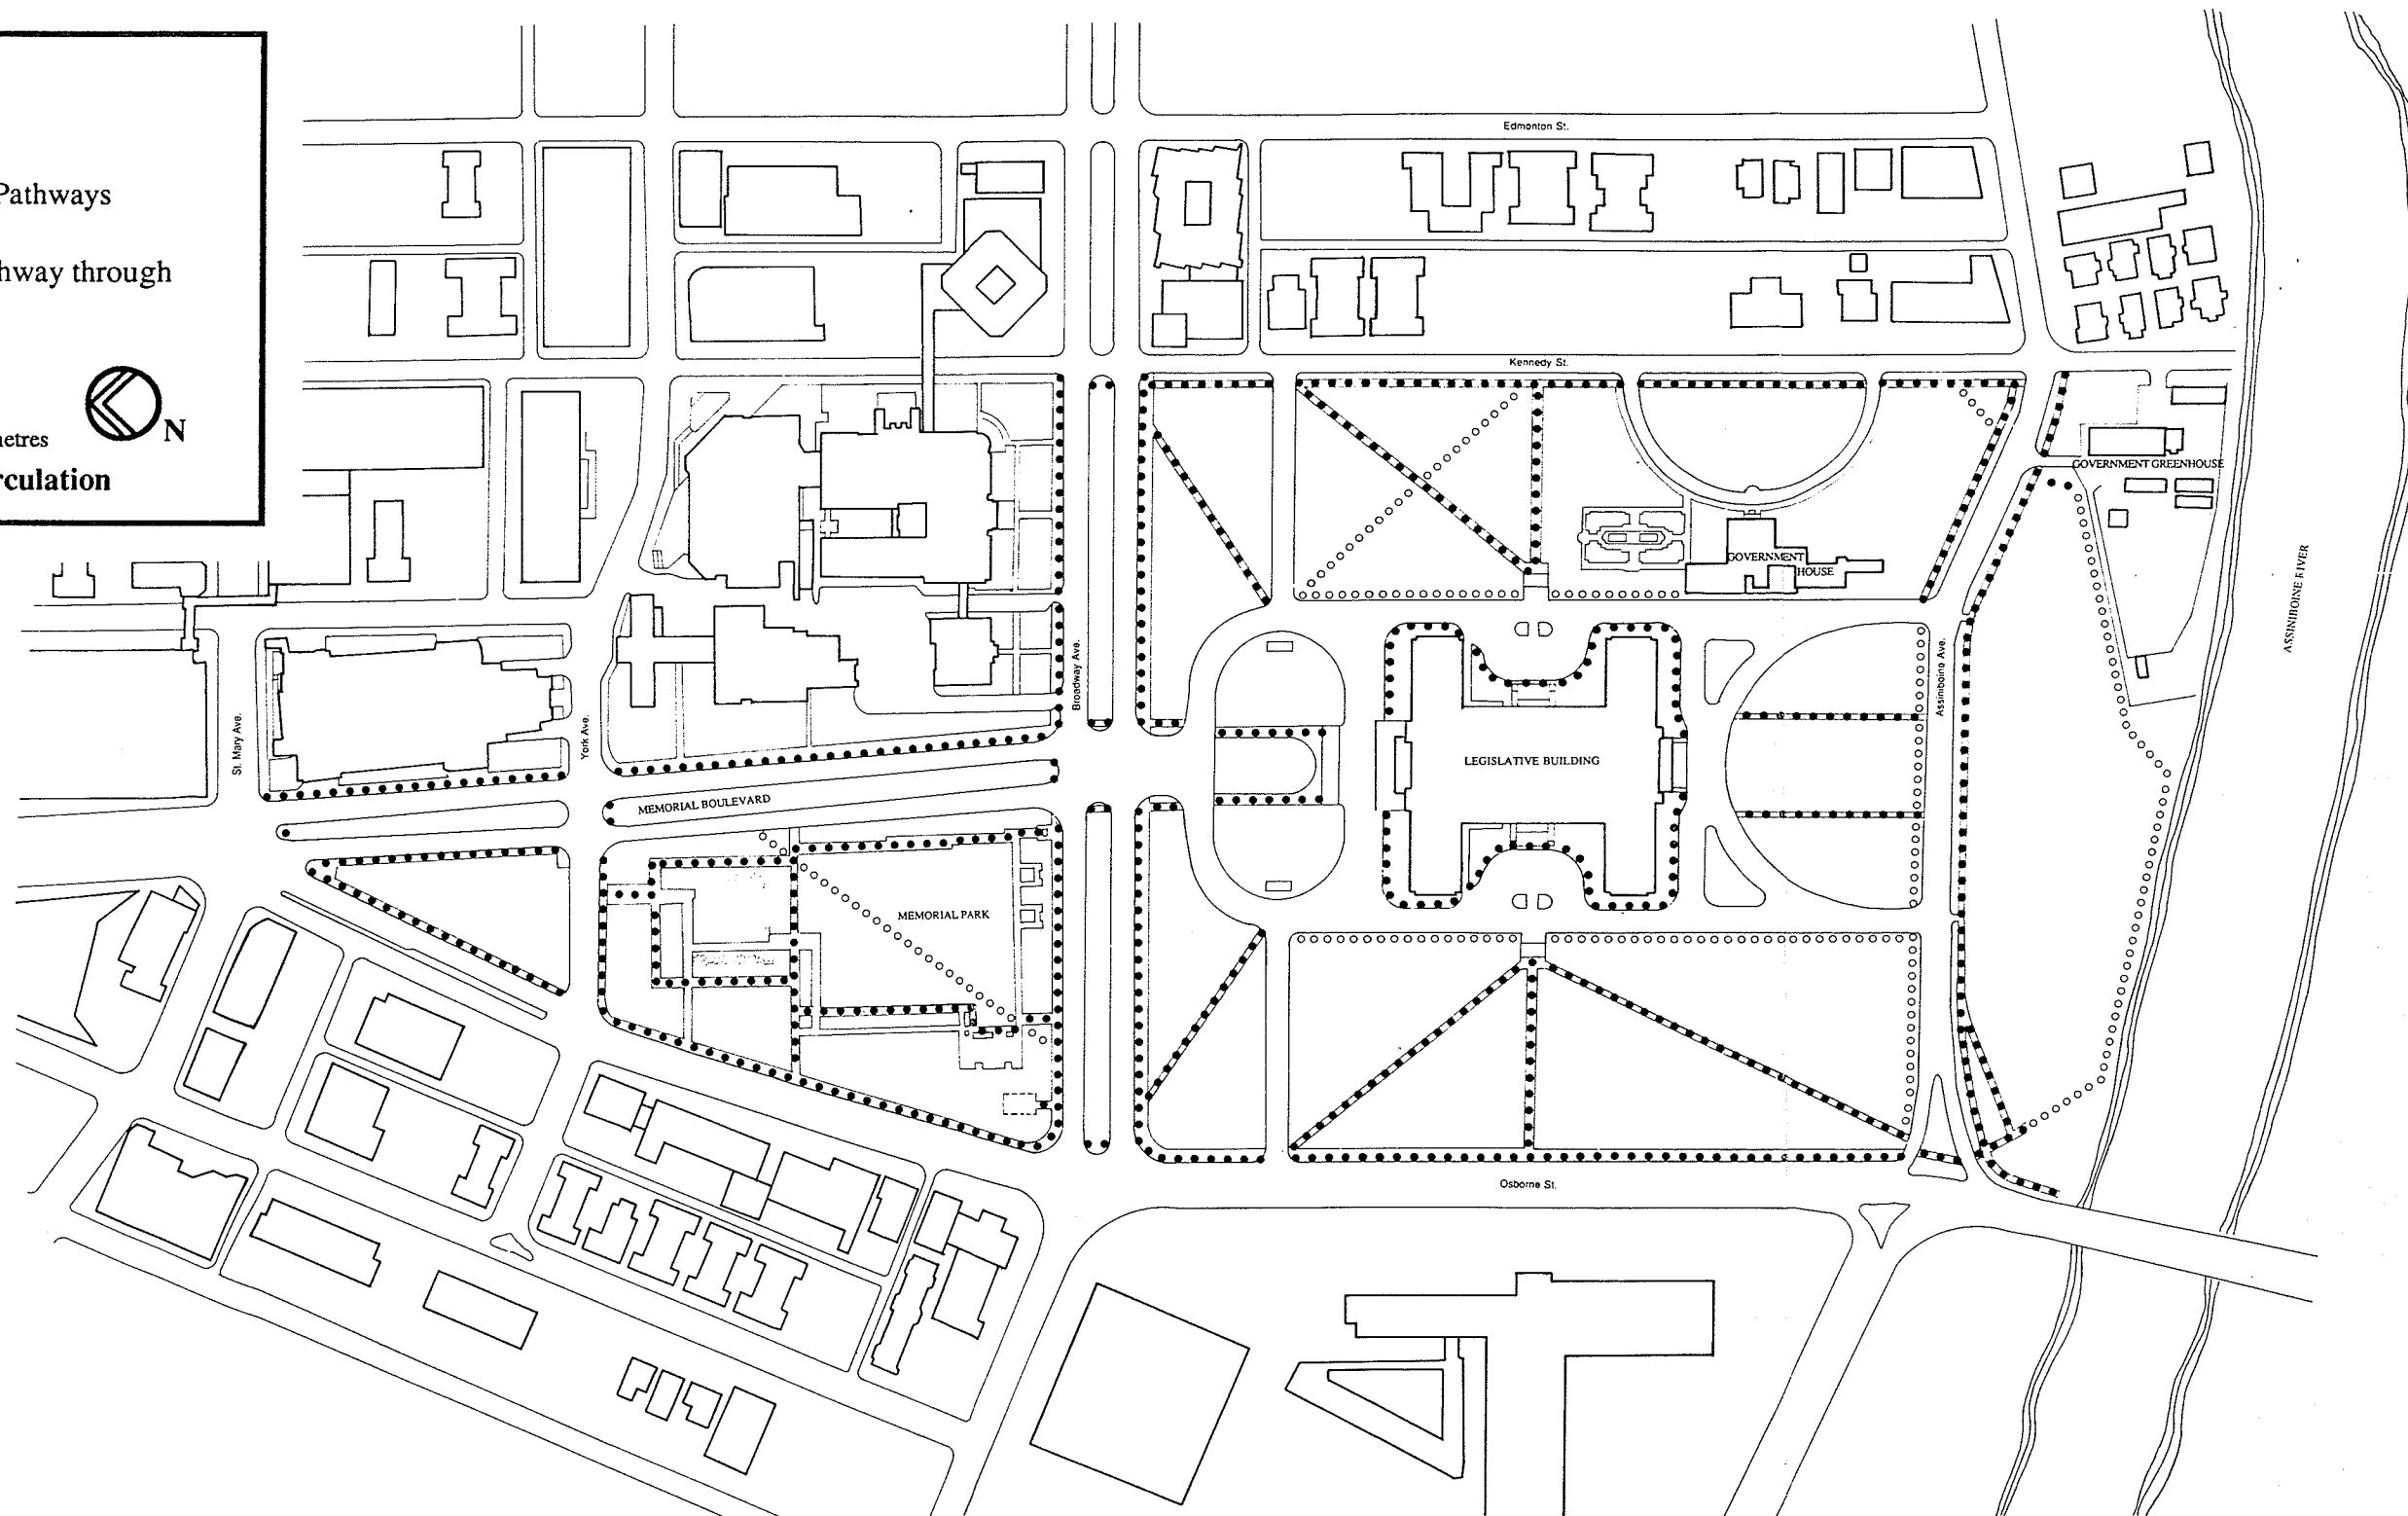 Pathways
hway through
netres
N
rculation
Edmonton St.
Kennedy St.
GOVERNMENT GREENHOUSE
GOVERNMENT
HOUSE
ASSINIBOINE RIVER
Broadway Ave.
Assiniboine Ave.
St. Mary Ave.
York Ave.
LEGISLATIVE BUILDING
MEMORIAL BOULEVARD
MEMORIAL PARK
Osborne St.